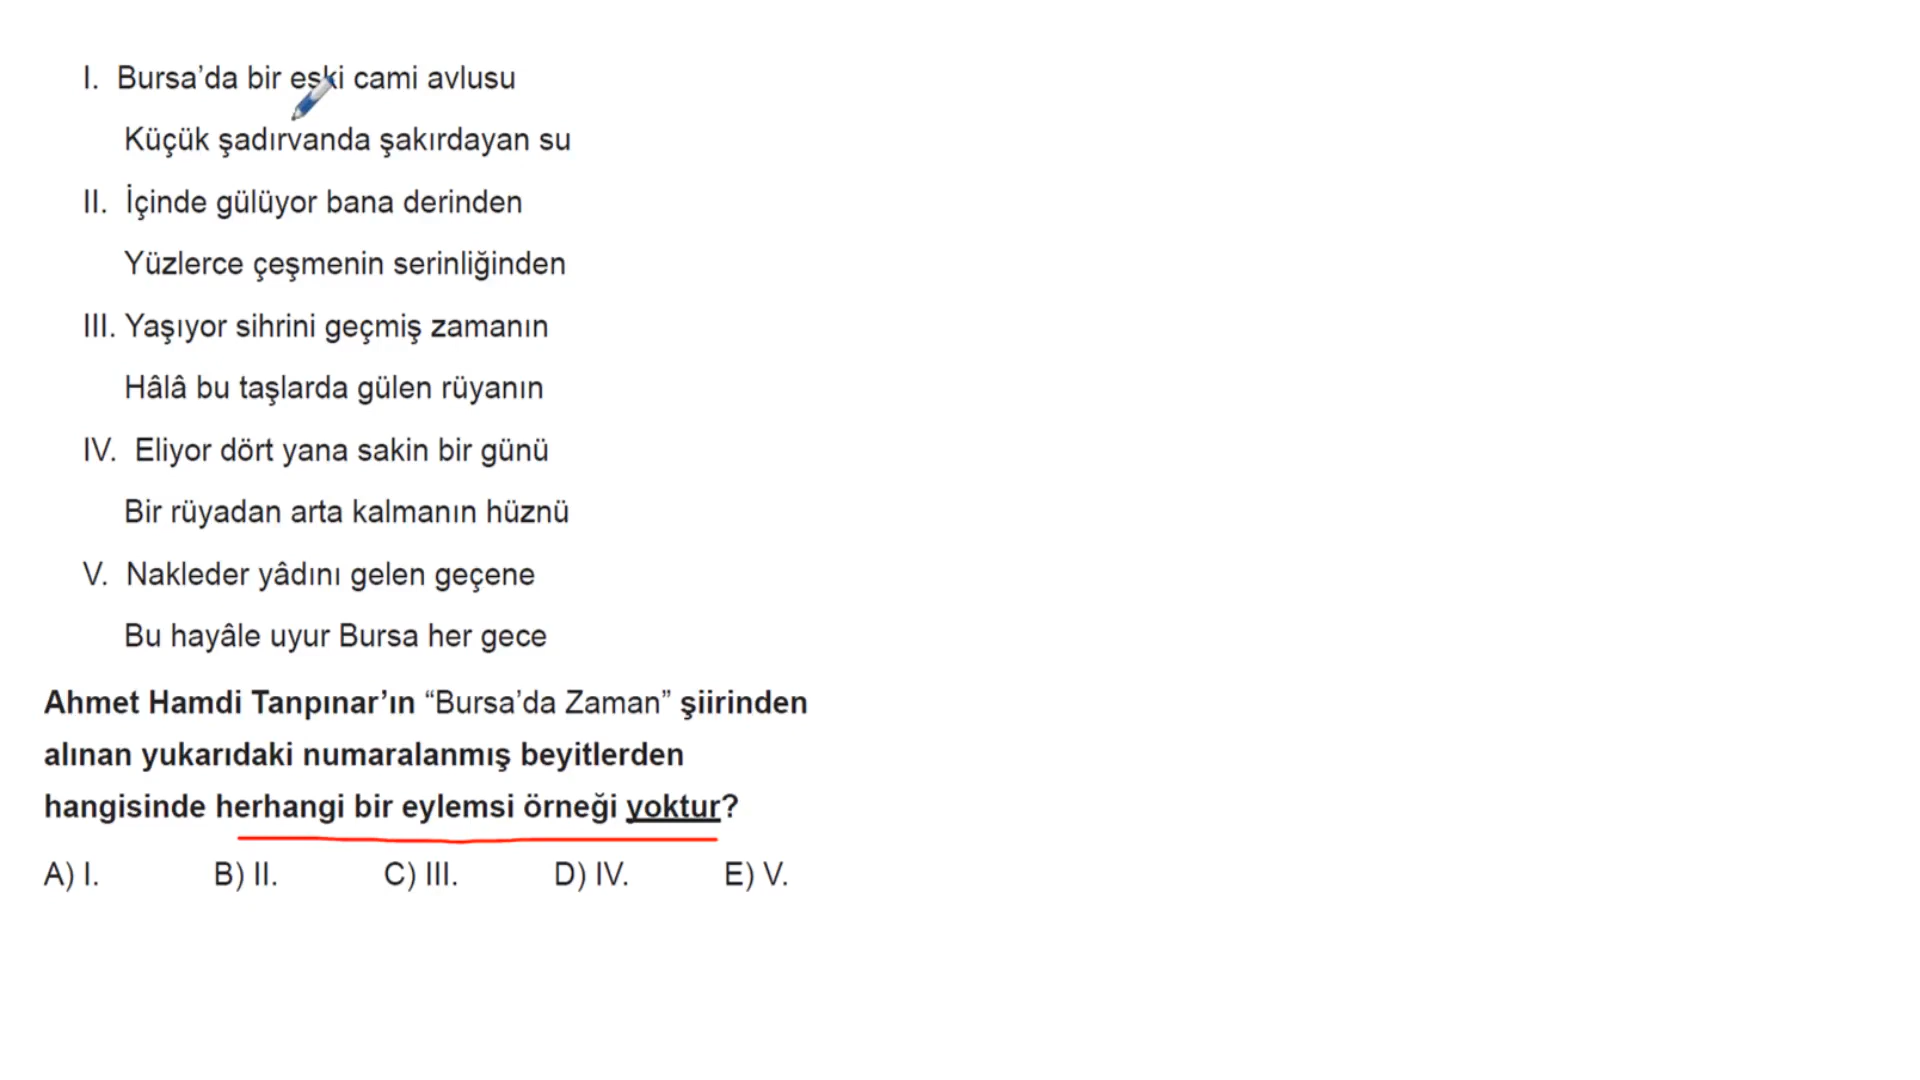 I. Bursa’da bir eski cami avlusu
Küçük şadırvanda şakırdayan su
II. İçinde gülüyor bana derinden
Yüzlerce çeşmenin serinliğinden
III. Yaşıyor sihrini geçmiş zamanın
Hâlâ bu taşlarda gülen rüyanın
IV. Eliyor dört yana sakin bir günü
Bir rüyadan arta kalmanın hüznü
V. Nakleder yâdını gelen geçene
Bu hayâle uyur Bursa her gece
Ahmet Hamdi Tanpınar’ın “Bursa’da Zaman” şiirinden
alınan yukarıdaki numaralanmış beyitlerden
hangisinde herhangi bir eylemsi örneği yoktur?
A) I. B) II. C) III. D) IV. E) V.